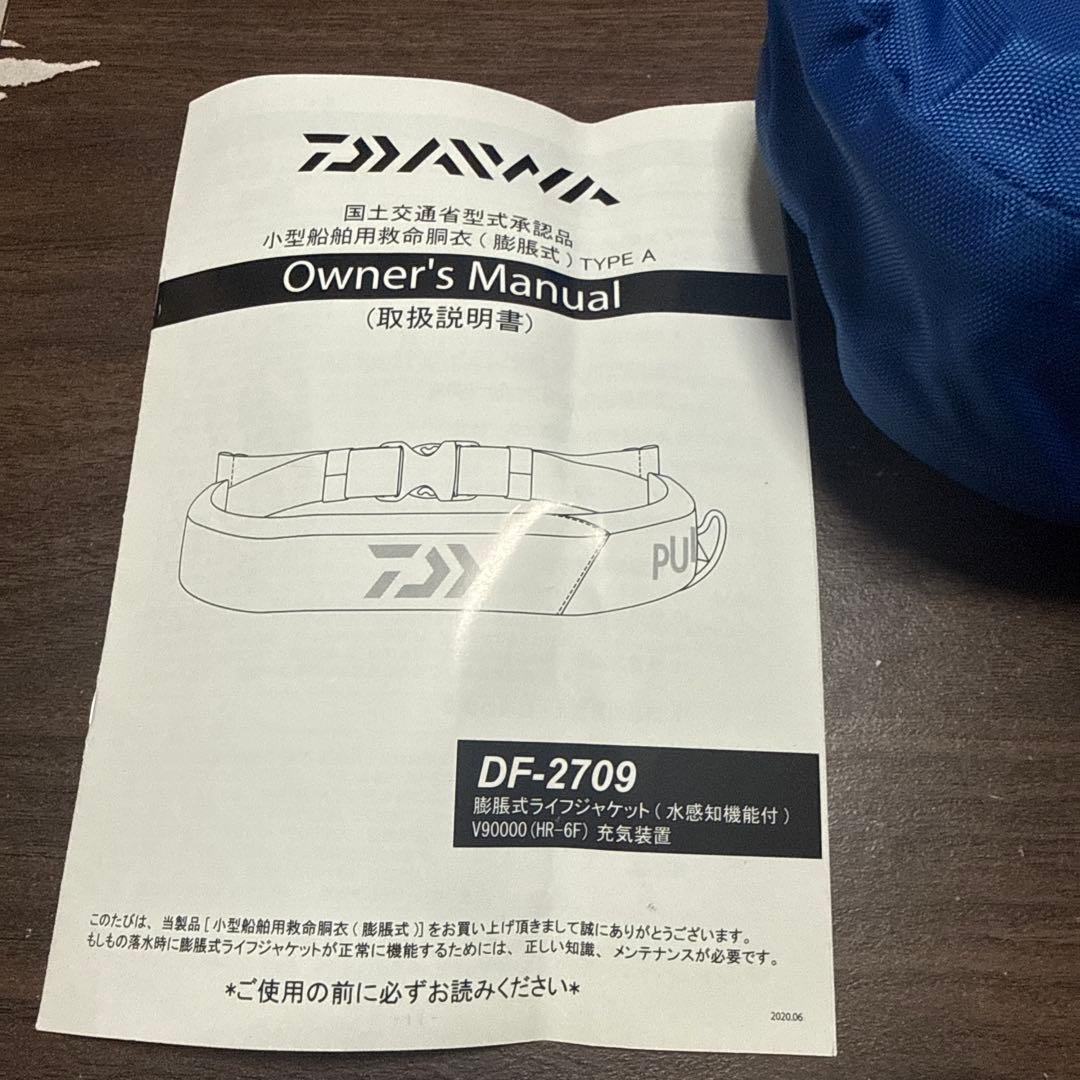 DAIWA
国土交通省型式承認品
小型船舶用救命胴衣(膨脹式)TYPE A
Owner's Manual
(取扱説明書)
PUL
DF-2709
膨脹式ライフジャケット(水感知機能付)
V90000(HR-6F)充気装置
このたびは、当製品[小型船舶用救命胴衣(膨脹式)]をお買い上げ頂きまして誠にありがとうございます。
もしもの落水時に膨脹式ライフジャケットが正常に機能するためには、正しい知識、メンテナンスが必要です。
*ご使用の前に必ずお読みください*
2020.06